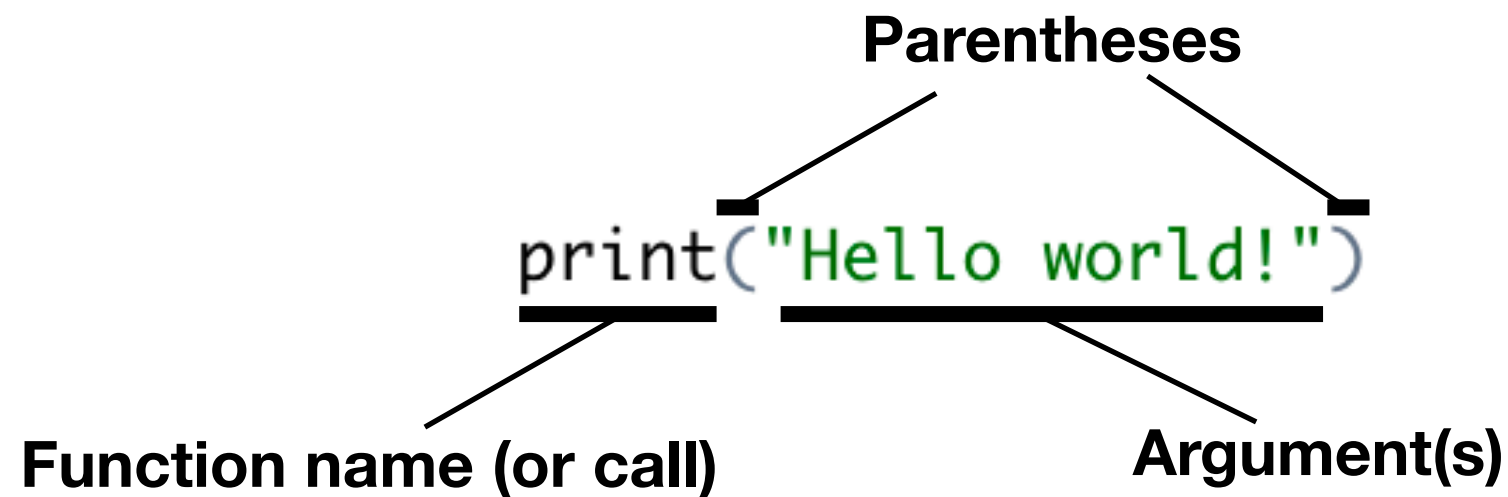 Parentheses
print("Hello world!")
Function name (or call)
Argument(s)